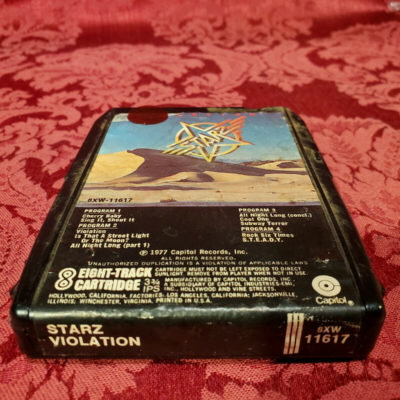 8XW-11617
PROGRAM 1
Cherry Baby
Sing It, Shout It
PROGRAM 2
Violation
Is That A Street Light
Or The Moon?
All Night Long (part 1)
PROGRAM 3
All Night Long (concl.)
Cool One
Subway Terror
PROGRAM 4
Rock Six Times
S.T.E.A.D.Y.
℗ 1977 Capitol Records, Inc.
ALL RIGHTS RESERVED.
UNAUTHORIZED DUPLICATION IS A VIOLATION OF APPLICABLE LAWS
8 EIGHT-TRACK CARTRIDGE 3¾ IPS
CARTRIDGE MUST NOT BE LEFT EXPOSED TO DIRECT
SUNLIGHT. REMOVE FROM PLAYER WHEN NOT IN USE.
MANUFACTURED BY CAPITOL RECORDS, INC.,
A SUBSIDIARY OF CAPITOL INDUSTRIES-EMI,
INC., HOLLYWOOD AND VINE STREETS,
HOLLYWOOD, CALIFORNIA. FACTORIES: LOS ANGELES, CALIFORNIA; JACKSONVILLE,
ILLINOIS; WINCHESTER, VIRGINIA. PRINTED IN U.S.A.
Capitol
STARZ
VIOLATION
8XW
11617